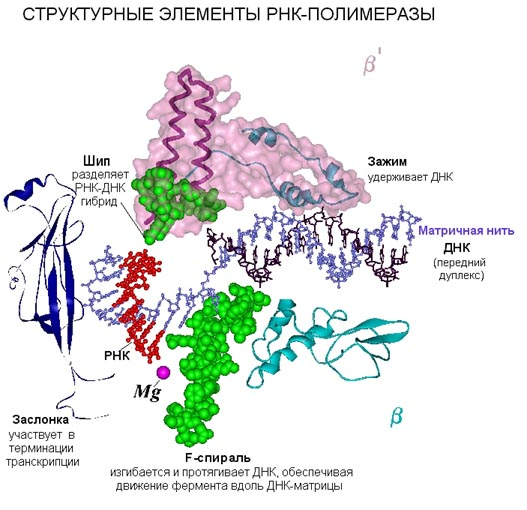 СТРУКТУРНЫЕ ЭЛЕМЕНТЫ РНК-ПОЛИМЕРАЗЫ
β'
Шип
разделяет
РНК-ДНК
гибрид
Зажим
удерживает ДНК
Матричная нить
ДНК
(передний
дуплекс)
РНК
Mg
β
Заслонка
участвует в
терминации
транскрипции
F-спираль
изгибается и протягивает ДНК, обеспечивая
движение фермента вдоль ДНК-матрицы